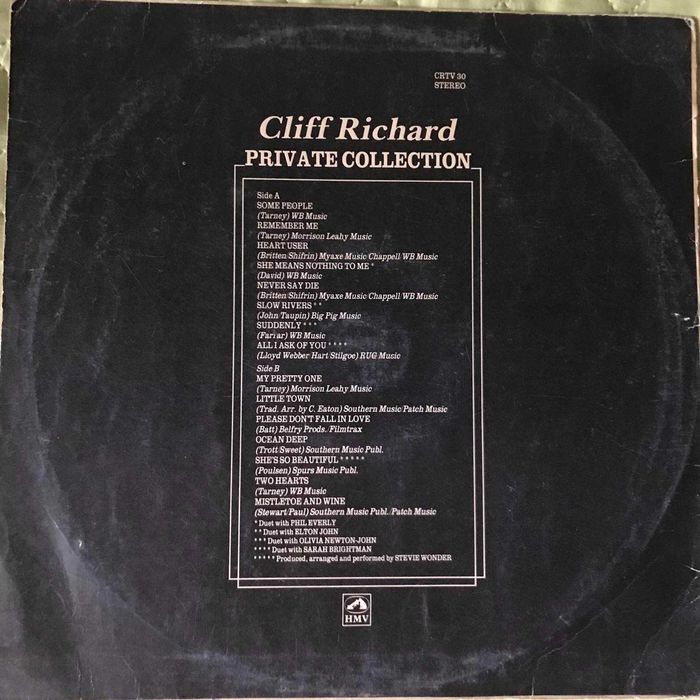 CRTV 30
STEREO
Cliff Richard
PRIVATE COLLECTION
Side A
SOME PEOPLE
(Tarney) WB Music
REMEMBER ME
(Tarney) Morrison Leahy Music
HEART USER
(Britten/Shifrin) Myaxe Music/Chappell/WB Music
SHE MEANS NOTHING TO ME *
(David) WB Music
NEVER SAY DIE
(Britten/Shifrin) Myaxe Music/Chappell/WB Music
SLOW RIVERS * *
(John/Taupin) Big Pig Music
SUDDENLY * * *
(Farrar) WB Music
ALL I ASK OF YOU * * * *
(Lloyd Webber/Hart/Stilgoe) RUG Music
Side B
MY PRETTY ONE
(Tarney) Morrison Leahy Music
LITTLE TOWN
(Trad. Arr. by C. Eaton) Southern Music/Patch Music
PLEASE DON'T FALL IN LOVE
(Batt) Belfry Prods./Filmtrax
OCEAN DEEP
(Trott/Sweet) Southern Music Publ.
SHE'S SO BEAUTIFUL * * * * *
(Poulsen) Spurs Music Publ.
TWO HEARTS
(Tarney) WB Music
MISTLETOE AND WINE
(Stewart/Paul) Southern Music Publ./Patch Music
* Duet with PHIL EVERLY
* * Duet with ELTON JOHN
* * * Duet with OLIVIA NEWTON-JOHN
* * * * Duet with SARAH BRIGHTMAN
* * * * * Produced, arranged and performed by STEVIE WONDER
HMV